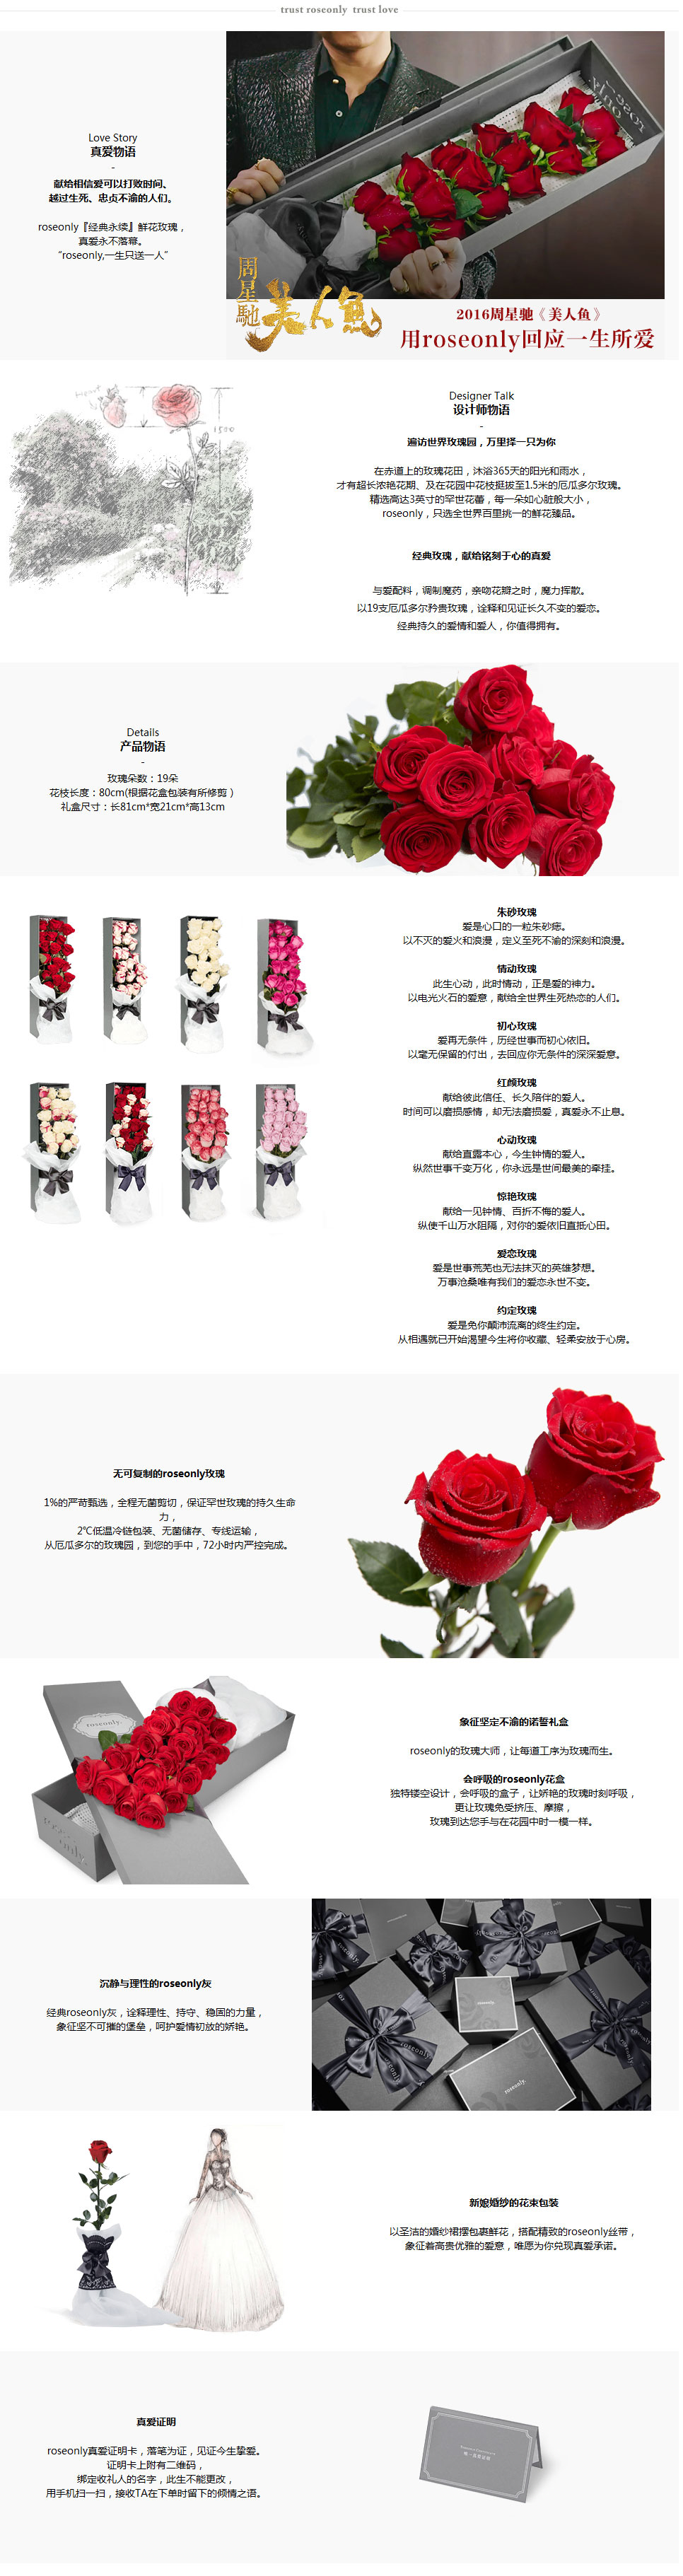 trust roseonly trust love
Love Story
真爱物语
-
献给相信爱可以打败时间、
越过生死、忠贞不渝的人们。
roseonly『经典永续』鲜花玫瑰，
真爱永不落幕。
“roseonly,一生只送一人”
roseonly
周星馳
美人魚
2016周星驰《美人鱼》
用roseonly回应一生所爱
1500
Designer Talk
设计师物语
-
遍访世界玫瑰园，万里择一只为你
在赤道上的玫瑰花田，沐浴365天的阳光和雨水，
才有超长浓艳花期、及在花园中花枝挺拔至1.5米的厄瓜多尔玫瑰。
精选高达3英寸的罕世花蕾，每一朵如心脏般大小，
roseonly，只选全世界百里挑一的鲜花臻品。
经典玫瑰，献给铭刻于心的真爱
与爱配料，调制魔药，亲吻花瓣之时，魔力挥散。
以19支厄瓜多尔矜贵玫瑰，诠释和见证长久不变的爱恋。
经典持久的爱情和爱人，你值得拥有。
Details
产品物语
-
玫瑰朵数：19朵
花枝长度：80cm(根据花盒包装有所修剪 )
礼盒尺寸：长81cm*宽21cm*高13cm
朱砂玫瑰
爱是心口的一粒朱砂痣。
以不灭的爱火和浪漫，定义至死不渝的深刻和浪漫。
情动玫瑰
此生心动，此时情动，正是爱的神力。
以电光火石的爱意，献给全世界生死热恋的人们。
初心玫瑰
爱再无条件，历经世事而初心依旧。
以毫无保留的付出，去回应你无条件的深深爱意。
红颜玫瑰
献给彼此信任、长久陪伴的爱人。
时间可以磨损感情，却无法磨损爱，真爱永不止息。
心动玫瑰
献给直露本心，今生钟情的爱人。
纵然世事千变万化，你永远是世间最美的牵挂。
惊艳玫瑰
献给一见钟情、百折不悔的爱人。
纵使千山万水阻隔，对你的爱依旧直抵心田。
爱恋玫瑰
爱是世事荒芜也无法抹灭的英雄梦想。
万事沧桑唯有我们的爱恋永世不变。
约定玫瑰
爱是免你颠沛流离的终生约定。
从相遇就已开始渴望今生将你收藏、轻柔安放于心房。
无可复制的roseonly玫瑰
1%的严苛甄选，全程无菌剪切，保证罕世玫瑰的持久生命
力，
2℃低温冷链包装、无菌储存、专线运输，
从厄瓜多尔的玫瑰园，到您的手中，72小时内严控完成。
roseonly.
rose
only.
象征坚定不渝的诺誓礼盒
roseonly的玫瑰大师，让每道工序为玫瑰而生。
会呼吸的roseonly花盒
独特镂空设计，会呼吸的盒子，让娇艳的玫瑰时刻呼吸，
更让玫瑰免受挤压、摩擦，
玫瑰到达您手与在花园中时一模一样。
沉静与理性的roseonly灰
经典roseonly灰，诠释理性、持守、稳固的力量，
象征坚不可摧的堡垒，呵护爱情初放的娇艳。
roseonly.
roseonly.
新娘婚纱的花束包装
以圣洁的婚纱裙摆包裹鲜花，搭配精致的roseonly丝带，
象征着高贵优雅的爱意，唯愿为你兑现真爱承诺。
真爱证明
roseonly真爱证明卡，落笔为证，见证今生挚爱。
证明卡上附有二维码，
绑定收礼人的名字，此生不能更改，
用手机扫一扫，接收TA在下单时留下的倾情之语。